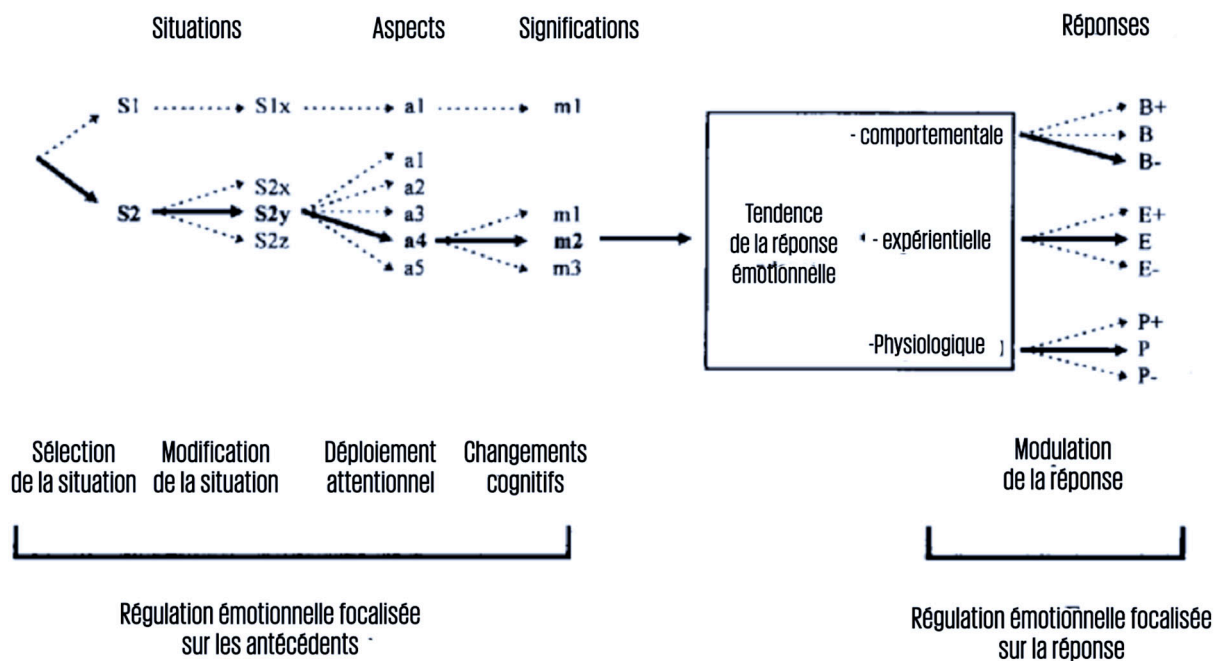 Situations Aspects Significations Réponses
S1 S1x a1 m1
B+
B
B-
- comportementale
a1
S2x a2
S2 S2y a3 m1
a4 m2
S2z a5 m3
Tendence
de la réponse
émotionnelle
- expérientielle
E+
E
E-
-Physiologique
P+
P
P-
Sélection
de la situation
Modification
de la situation
Déploiement
attentionnel
Changements
cognitifs
Modulation
de la réponse
Régulation émotionnelle focalisée
sur les antécédents
Régulation émotionnelle focalisée
sur la réponse